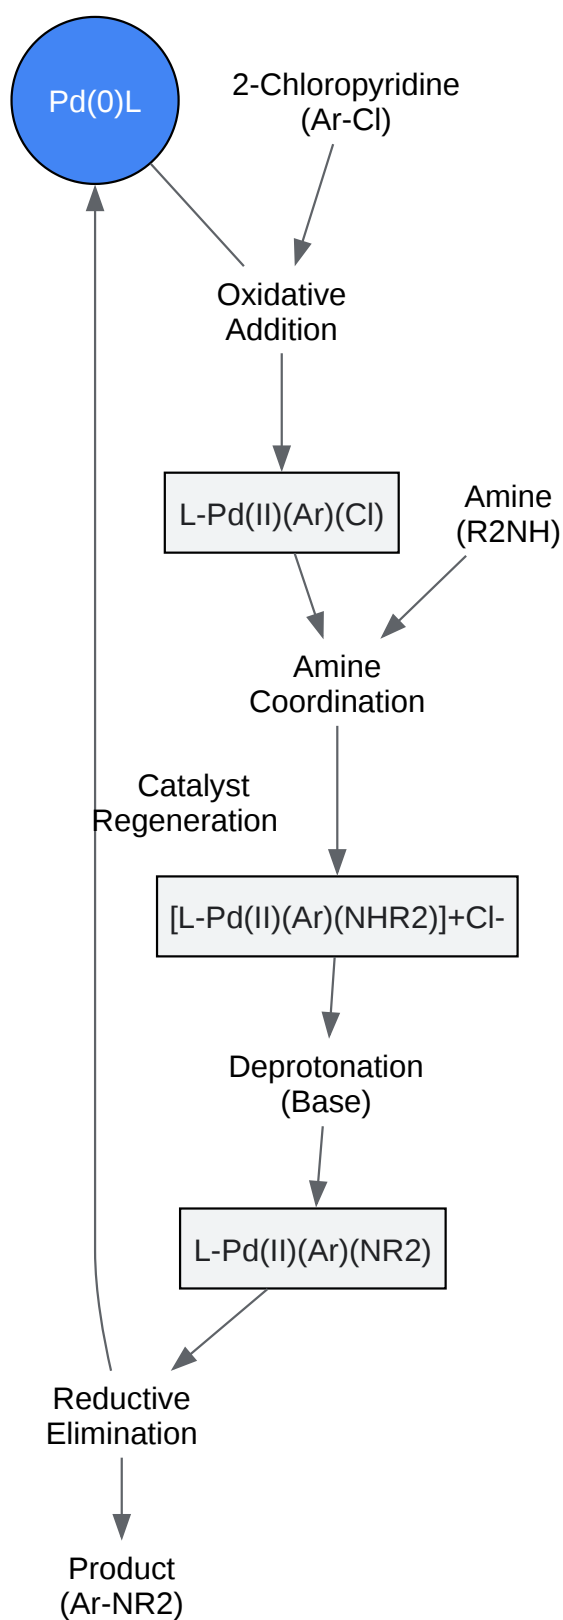 Pd(0)L
2-Chloropyridine
(Ar-Cl)
Oxidative
Addition
L-Pd(II)(Ar)(Cl)
Amine
(R2NH)
Amine
Coordination
Catalyst
Regeneration
[L-Pd(II)(Ar)(NHR2)]+Cl-
Deprotonation
(Base)
L-Pd(II)(Ar)(NR2)
Reductive
Elimination
Product
(Ar-NR2)